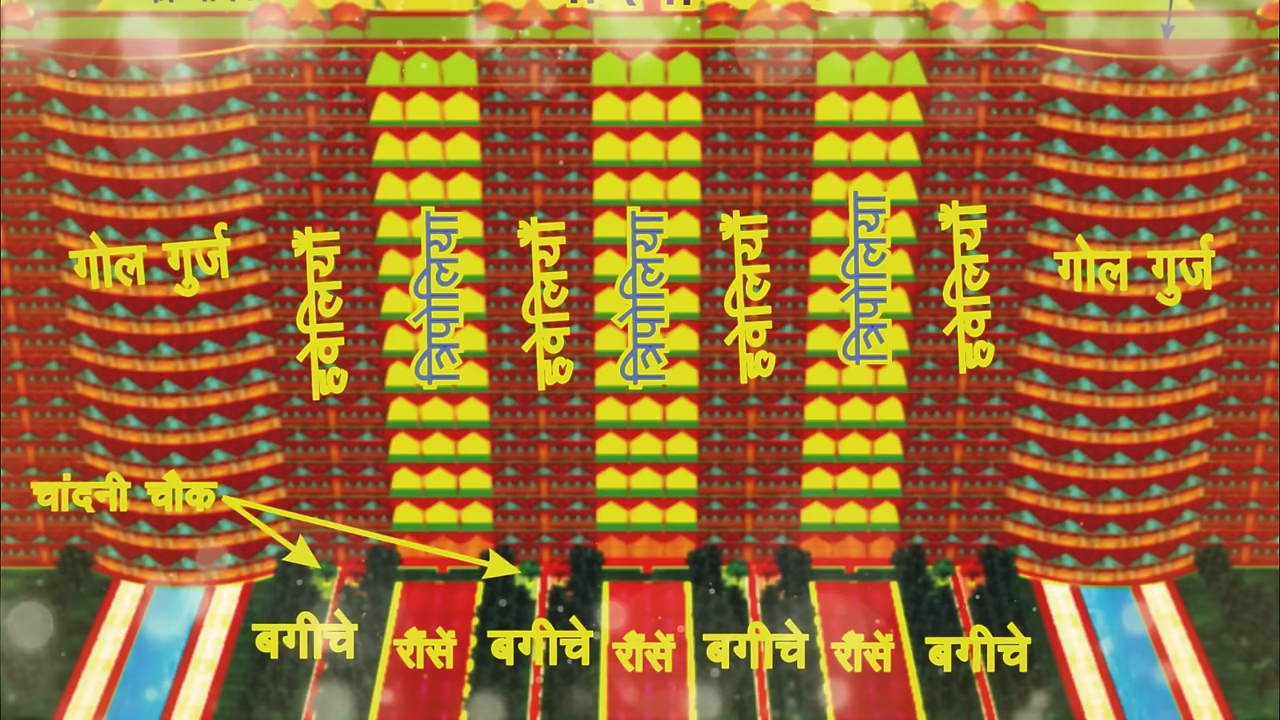 गोल गुर्ज
हवेलियाँ
त्रिपोलिया
हवेलियाँ
त्रिपोलिया
हवेलियाँ
त्रिपोलिया
हवेलियाँ
गोल गुर्ज
चांदनी चौक
बगीचे
रौंसें
बगीचे
रौंसें
बगीचे
रौंसें
बगीचे